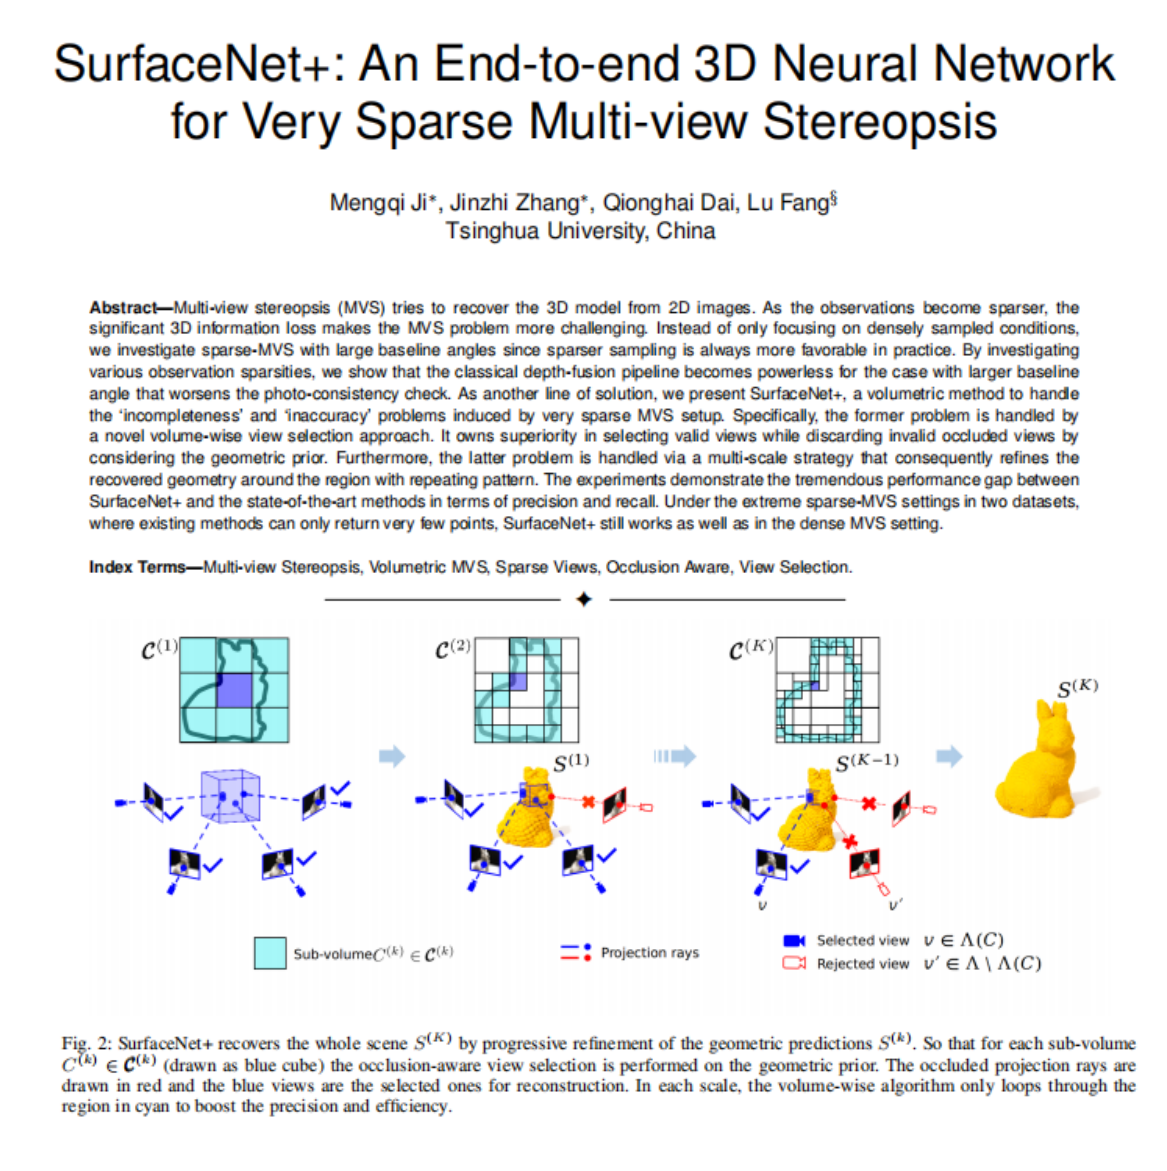 SurfaceNet+: An End-to-end 3D Neural Network
for Very Sparse Multi-view Stereopsis
Mengqi Ji*, Jinzhi Zhang*, Qionghai Dai, Lu Fang§
Tsinghua University, China
Abstract—Multi-view stereopsis (MVS) tries to recover the 3D model from 2D images. As the observations become sparser, the
significant 3D information loss makes the MVS problem more challenging. Instead of only focusing on densely sampled conditions,
we investigate sparse-MVS with large baseline angles since sparser sampling is always more favorable in practice. By investigating
various observation sparsities, we show that the classical depth-fusion pipeline becomes powerless for the case with larger baseline
angle that worsens the photo-consistency check. As another line of solution, we present SurfaceNet+, a volumetric method to handle
the ‘incompleteness’ and ‘inaccuracy’ problems induced by very sparse MVS setup. Specifically, the former problem is handled by
a novel volume-wise view selection approach. It owns superiority in selecting valid views while discarding invalid occluded views by
considering the geometric prior. Furthermore, the latter problem is handled via a multi-scale strategy that consequently refines the
recovered geometry around the region with repeating pattern. The experiments demonstrate the tremendous performance gap between
SurfaceNet+ and the state-of-the-art methods in terms of precision and recall. Under the extreme sparse-MVS settings in two datasets,
where existing methods can only return very few points, SurfaceNet+ still works as well as in the dense MVS setting.
Index Terms—Multi-view Stereopsis, Volumetric MVS, Sparse Views, Occlusion Aware, View Selection.
𝓒^(1) 𝓒^(2) 𝓒^(K)
S^(K)
S^(1) S^(K−1)
v v′
Sub-volume C^(k) ∈ 𝓒^(k)
Projection rays
Selected view v ∈ Λ(C)
Rejected view v′ ∈ Λ \ Λ(C)
Fig. 2: SurfaceNet+ recovers the whole scene S^(K) by progressive refinement of the geometric predictions S^(k). So that for each sub-volume
C^(k) ∈ 𝓒^(k) (drawn as blue cube) the occlusion-aware view selection is performed on the geometric prior. The occluded projection rays are
drawn in red and the blue views are the selected ones for reconstruction. In each scale, the volume-wise algorithm only loops through the
region in cyan to boost the precision and efficiency.